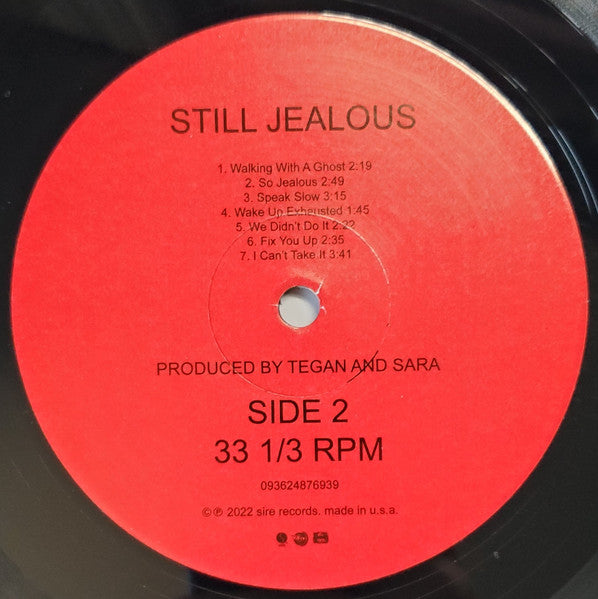 STILL JEALOUS
1. Walking With A Ghost 2:19
2. So Jealous 2:49
3. Speak Slow 3:15
4. Wake Up Exhausted 1:45
5. We Didn't Do It 2:22
6. Fix You Up 2:35
7. I Can't Take It 3:41
PRODUCED BY TEGAN AND SARA
SIDE 2
33 1/3 RPM
093624876939
©℗ 2022 sire records. made in u.s.a.